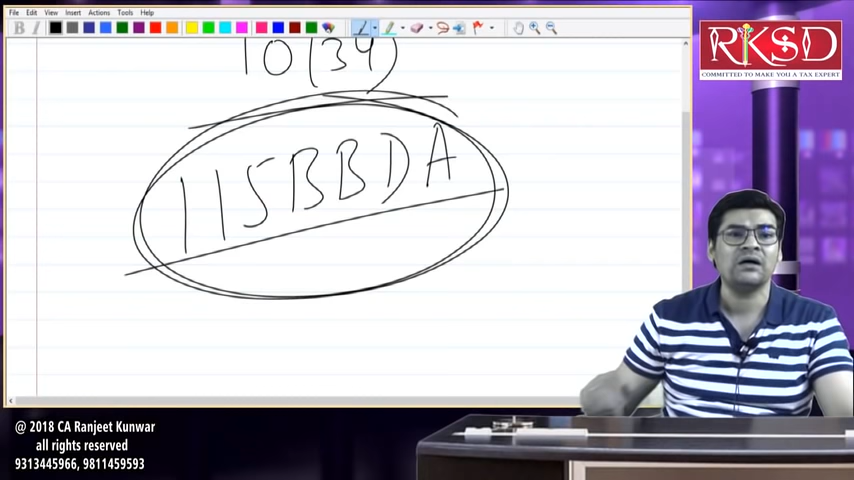 File Edit View Insert Actions Tools Help
10(34)
115BBDA
RKSD
COMMITTED TO MAKE YOU A TAX EXPERT
@ 2018 CA Ranjeet Kunwar
all rights reserved
9313445966, 9811459593